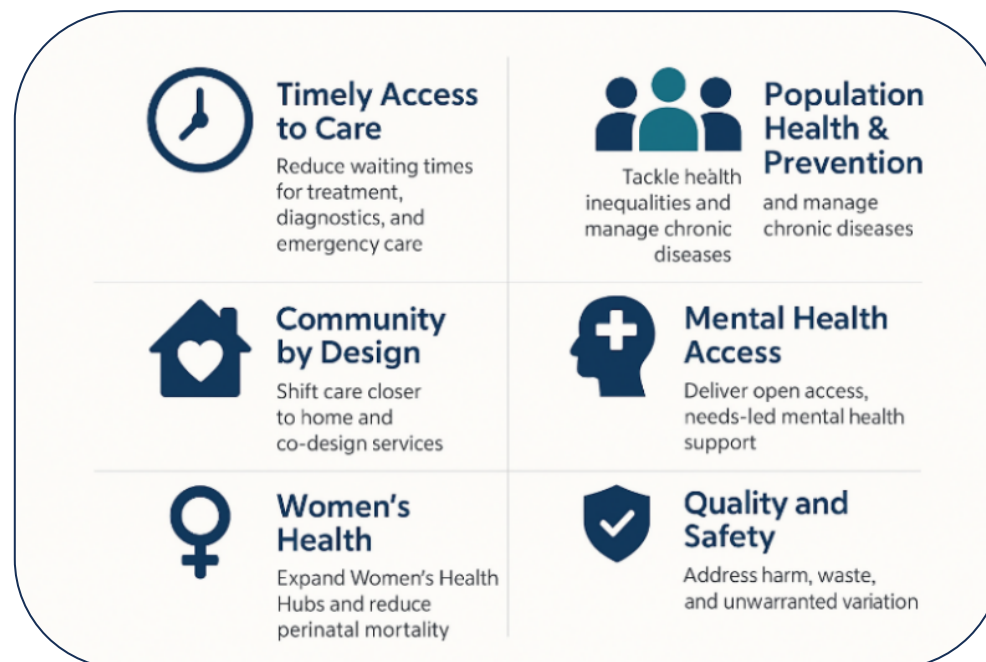 Timely Access
to Care
Reduce waiting times
for treatment,
diagnostics, and
emergency care
Population
Health &
Prevention
Tackle health
inequalities and
manage chronic
diseases
and manage
chronic diseases
Community
by Design
Shift care closer
to home and
co-design services
Mental Health
Access
Deliver open access,
needs-led mental health
support
Women's
Health
Expand Women's Health
Hubs and reduce
perinatal mortality
Quality and
Safety
Address harm, waste,
and unwarranted variation